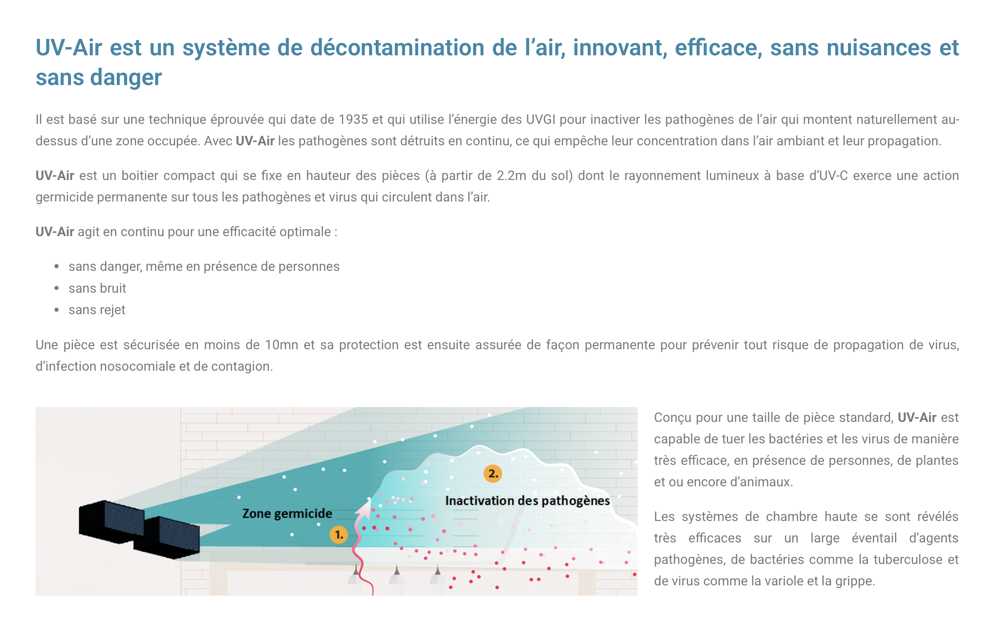 UV-Air est un système de décontamination de l’air, innovant, efficace, sans nuisances et
sans danger
Il est basé sur une technique éprouvée qui date de 1935 et qui utilise l’énergie des UVGI pour inactiver les pathogènes de l’air qui montent naturellement au-
dessus d’une zone occupée. Avec UV-Air les pathogènes sont détruits en continu, ce qui empêche leur concentration dans l’air ambiant et leur propagation.
UV-Air est un boitier compact qui se fixe en hauteur des pièces (à partir de 2.2m du sol) dont le rayonnement lumineux à base d’UV-C exerce une action
germicide permanente sur tous les pathogènes et virus qui circulent dans l’air.
UV-Air agit en continu pour une efficacité optimale :
• sans danger, même en présence de personnes
• sans bruit
• sans rejet
Une pièce est sécurisée en moins de 10mn et sa protection est ensuite assurée de façon permanente pour prévenir tout risque de propagation de virus,
d’infection nosocomiale et de contagion.
Zone germicide
1.
2.
Inactivation des pathogènes
Conçu pour une taille de pièce standard, UV-Air est
capable de tuer les bactéries et les virus de manière
très efficace, en présence de personnes, de plantes
et ou encore d’animaux.
Les systèmes de chambre haute se sont révélés
très efficaces sur un large éventail d’agents
pathogènes, de bactéries comme la tuberculose et
de virus comme la variole et la grippe.